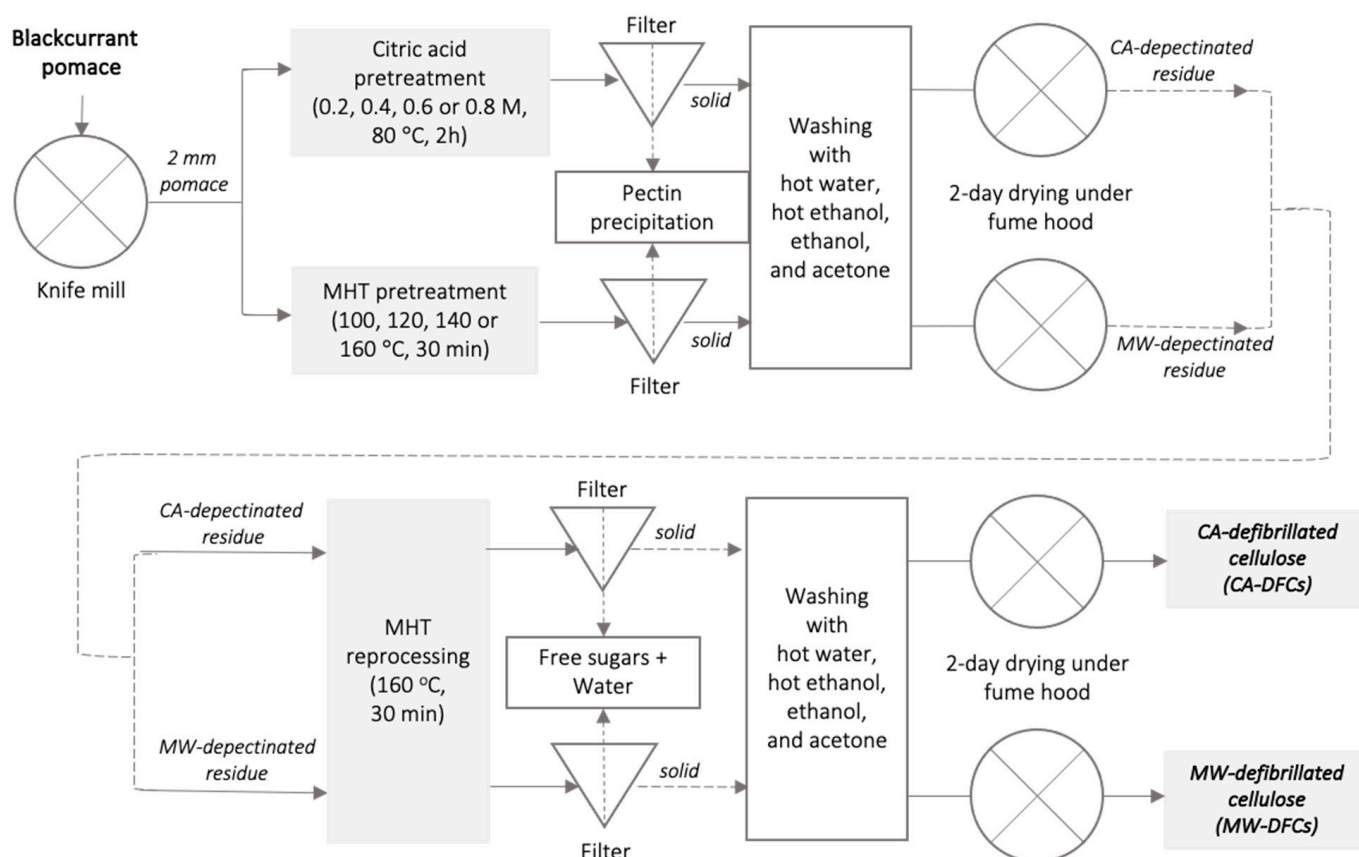 Blackcurrant
pomace
Knife mill
2 mm
pomace
Citric acid
pretreatment
(0.2, 0.4, 0.6 or 0.8 M,
80 °C, 2h)
MHT pretreatment
(100, 120, 140 or
160 °C, 30 min)
Filter
solid
Pectin
precipitation
solid
Filter
Washing
with
hot water,
hot ethanol,
ethanol,
and acetone
2-day drying under
fume hood
CA-depectinated
residue
MW-depectinated
residue
CA-depectinated
residue
MW-depectinated
residue
MHT
reprocessing
(160 °C,
30 min)
Filter
solid
Free sugars +
Water
solid
Filter
Washing
with
hot water,
hot ethanol,
ethanol,
and acetone
2-day drying under
fume hood
CA-defibrillated
cellulose
(CA-DFCs)
MW-defibrillated
cellulose
(MW-DFCs)